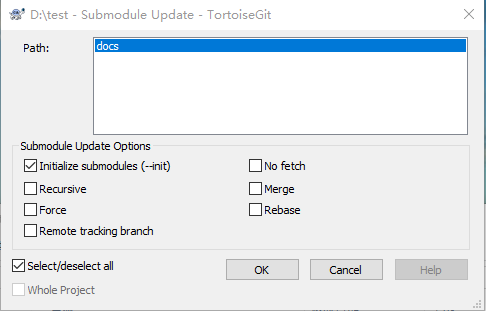 D:\test - Submodule Update - TortoiseGit
Path:
docs
Submodule Update Options
Initialize submodules (--init)
No fetch
Recursive
Merge
Force
Rebase
Remote tracking branch
Select/deselect all
OK
Cancel
Help
Whole Project